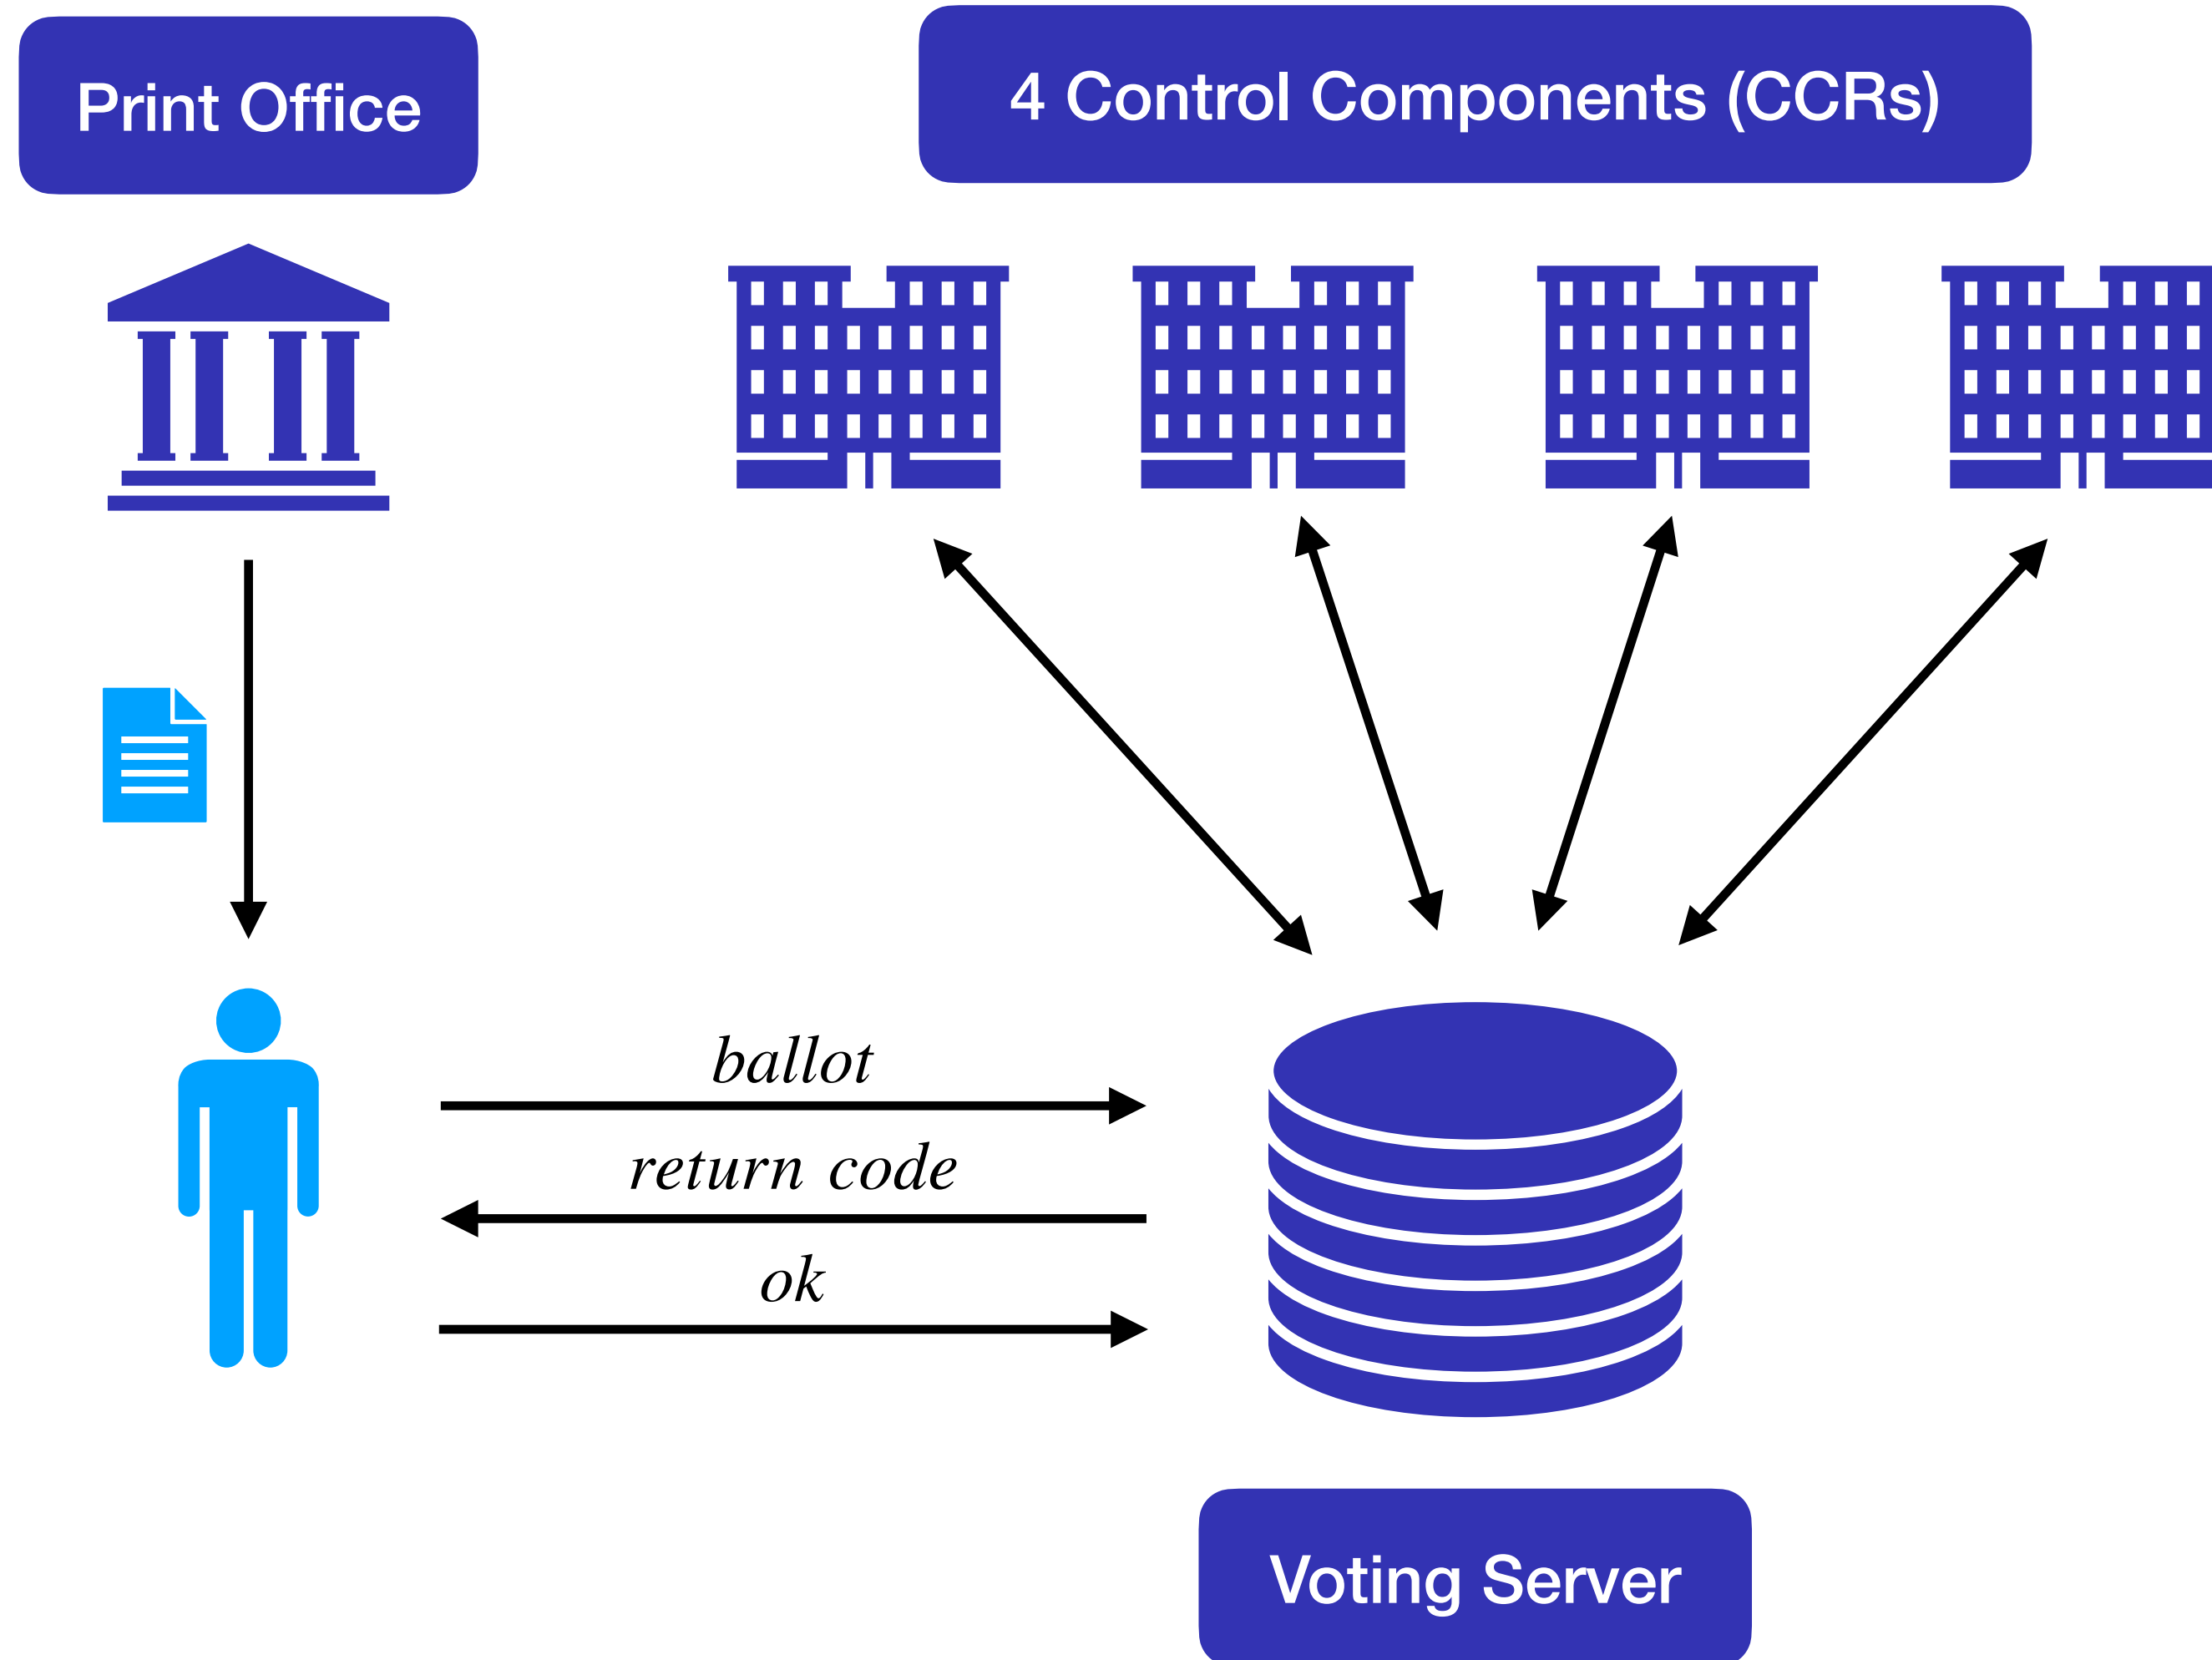 Print Office
4 Control Components (CCRs)
ballot
return code
ok
Voting Server